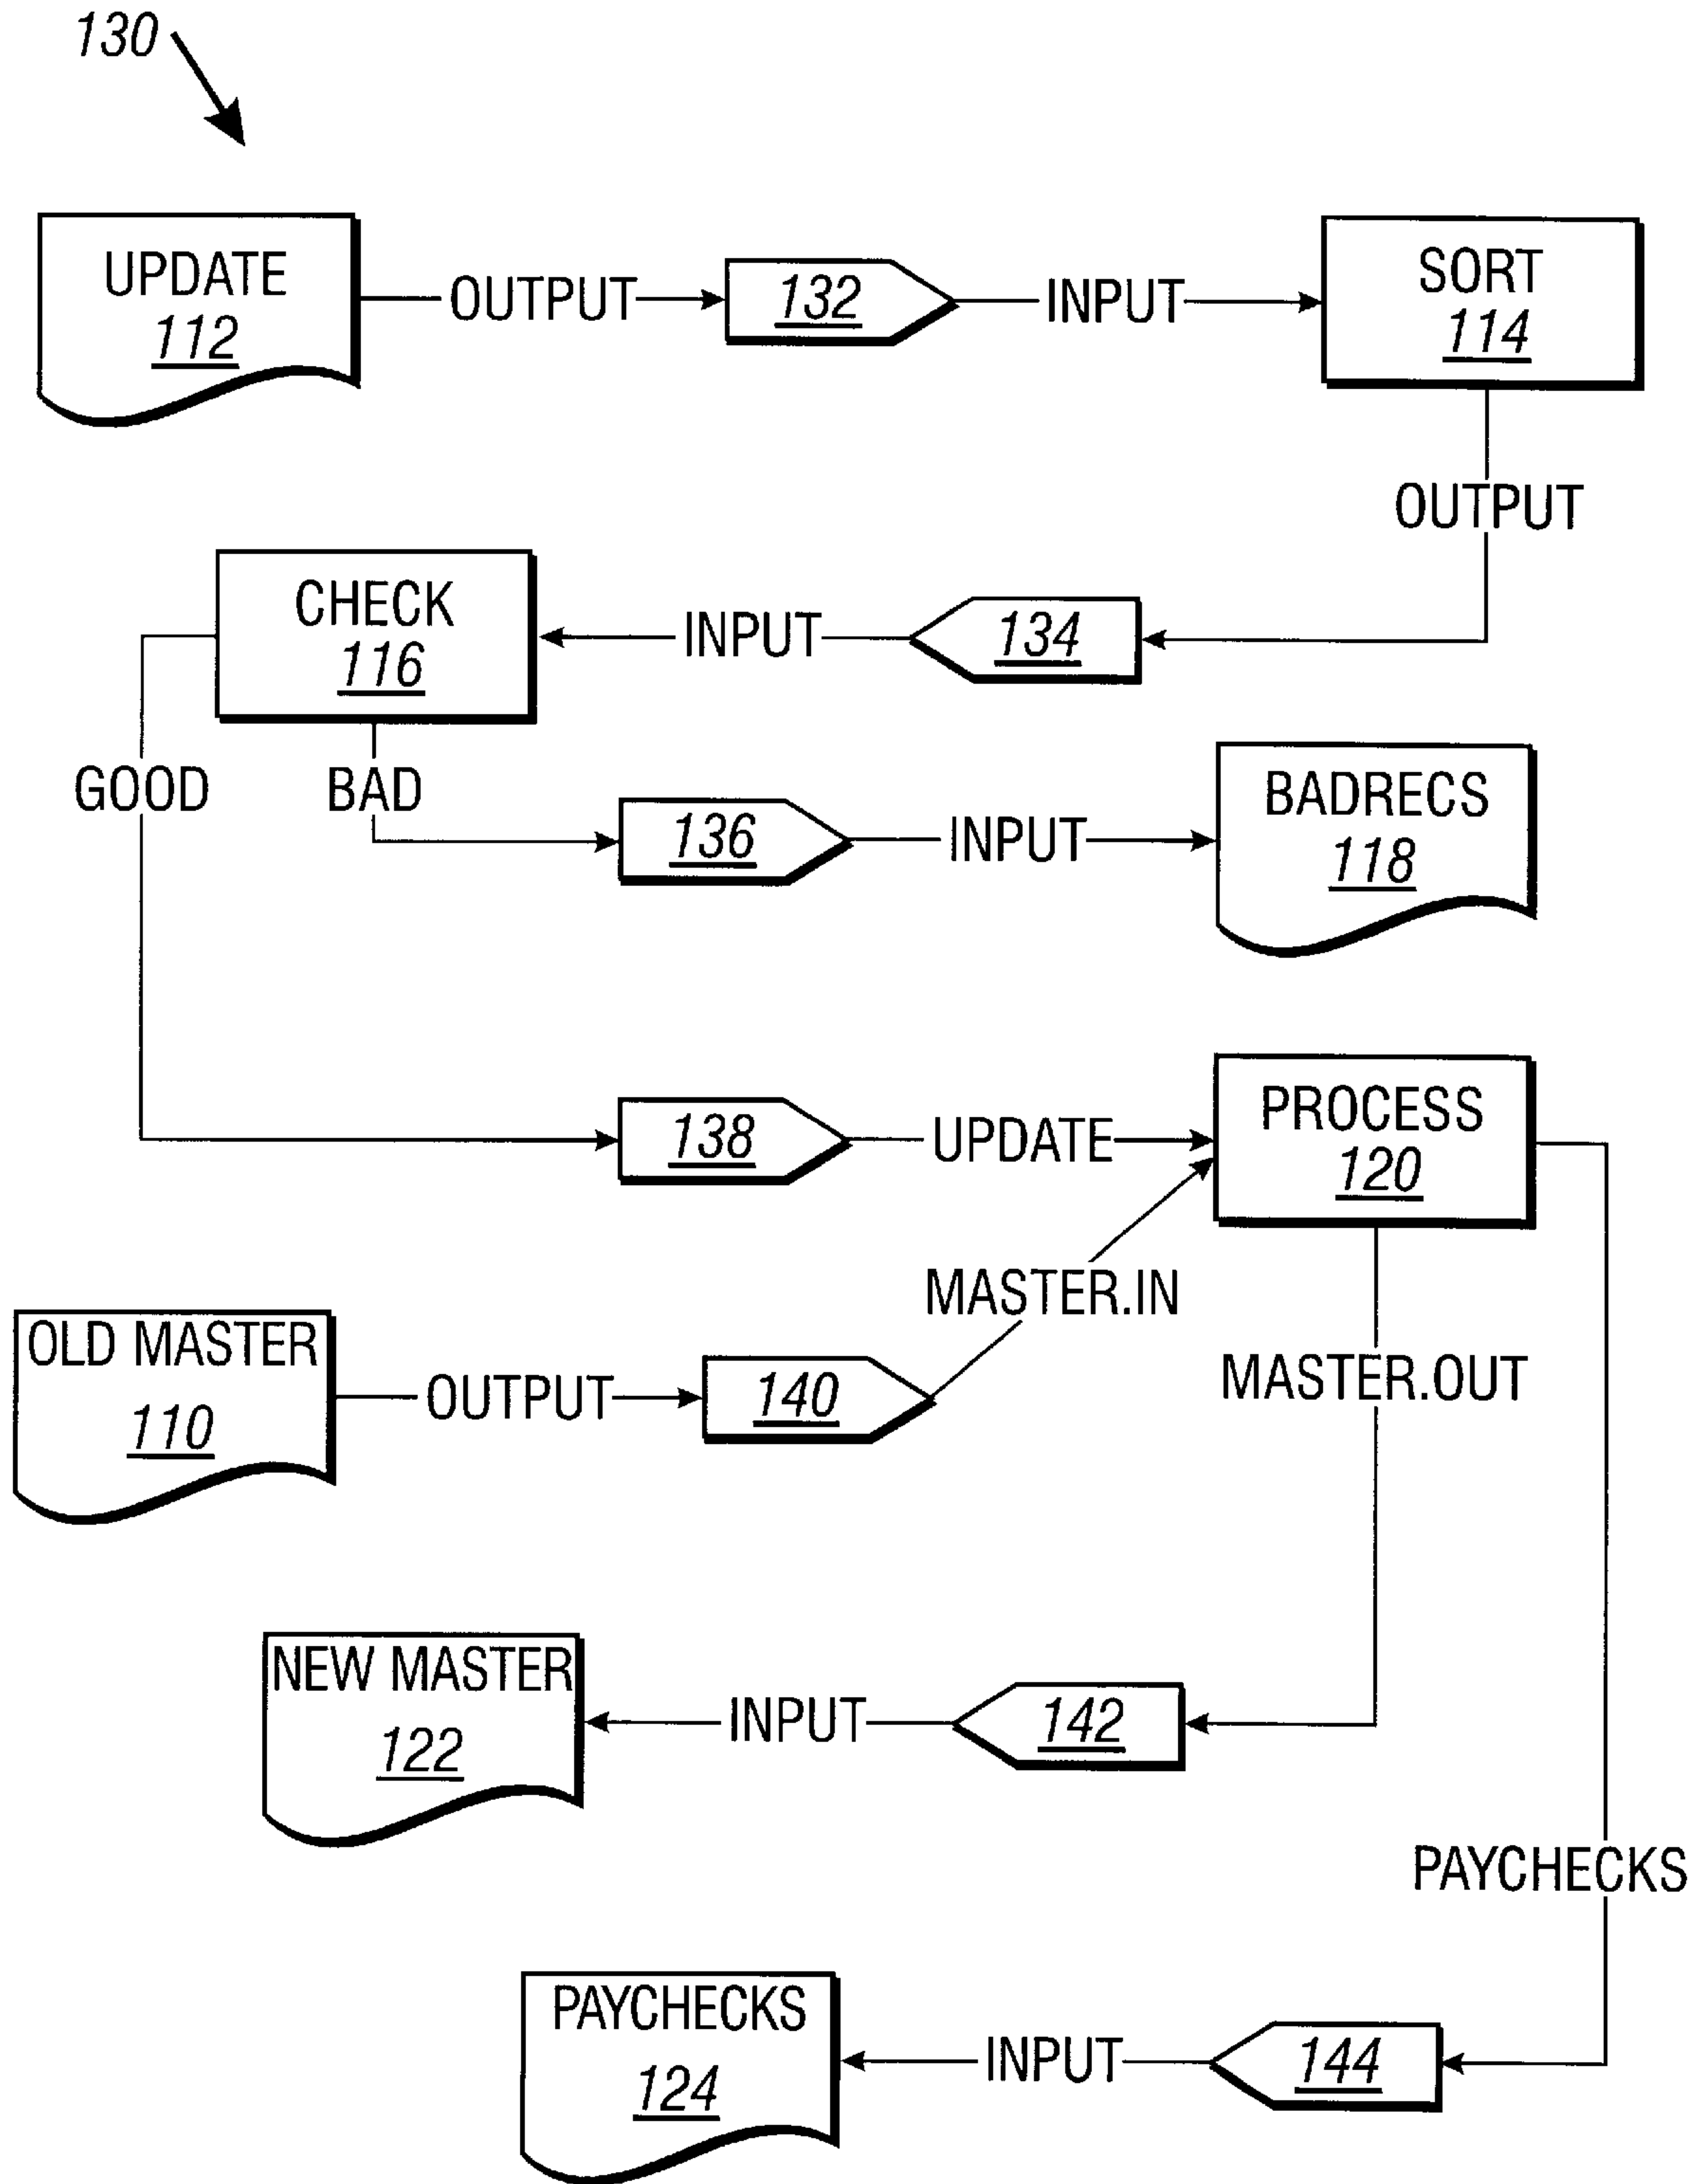 130
UPDATE
112
OUTPUT
132
INPUT
SORT
114
OUTPUT
CHECK
116
INPUT
134
GOOD
BAD
136
INPUT
BADRECS
118
138
UPDATE
PROCESS
120
MASTER.IN
OLD MASTER
110
OUTPUT
140
MASTER.OUT
NEW MASTER
122
INPUT
142
PAYCHECKS
PAYCHECKS
124
INPUT
144